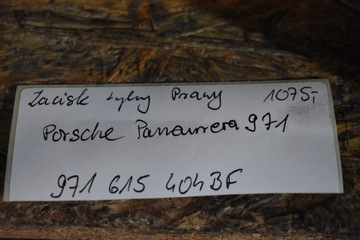 Zacisk tylny Prawy 1075,-
Porsche Panamera 971
971 615 404 BF